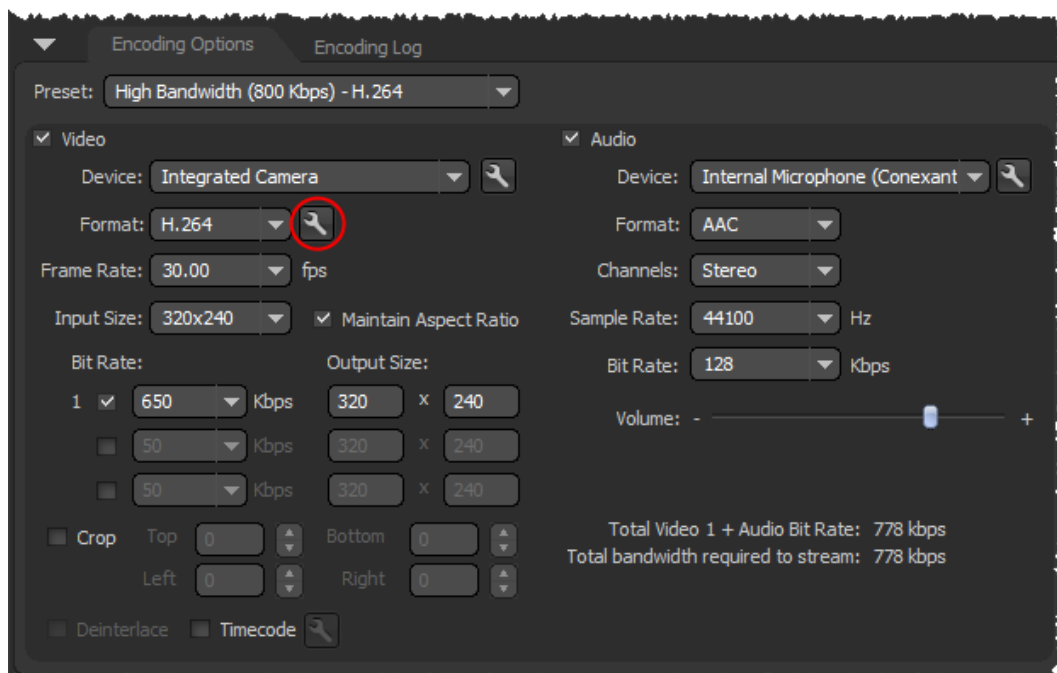 Encoding Options Encoding Log
Preset: High Bandwidth (800 Kbps) - H.264
Video
Device: Integrated Camera
Format: H.264
Frame Rate: 30.00 fps
Input Size: 320x240 Maintain Aspect Ratio
Bit Rate: Output Size:
1 650 Kbps 320 x 240
50 Kbps 320 x 240
50 Kbps 320 x 240
Crop Top 0 Bottom 0
Left 0 Right 0
Deinterlace Timecode
Audio
Device: Internal Microphone (Conexant
Format: AAC
Channels: Stereo
Sample Rate: 44100 Hz
Bit Rate: 128 Kbps
Volume: - +
Total Video 1 + Audio Bit Rate: 778 kbps
Total bandwidth required to stream: 778 kbps